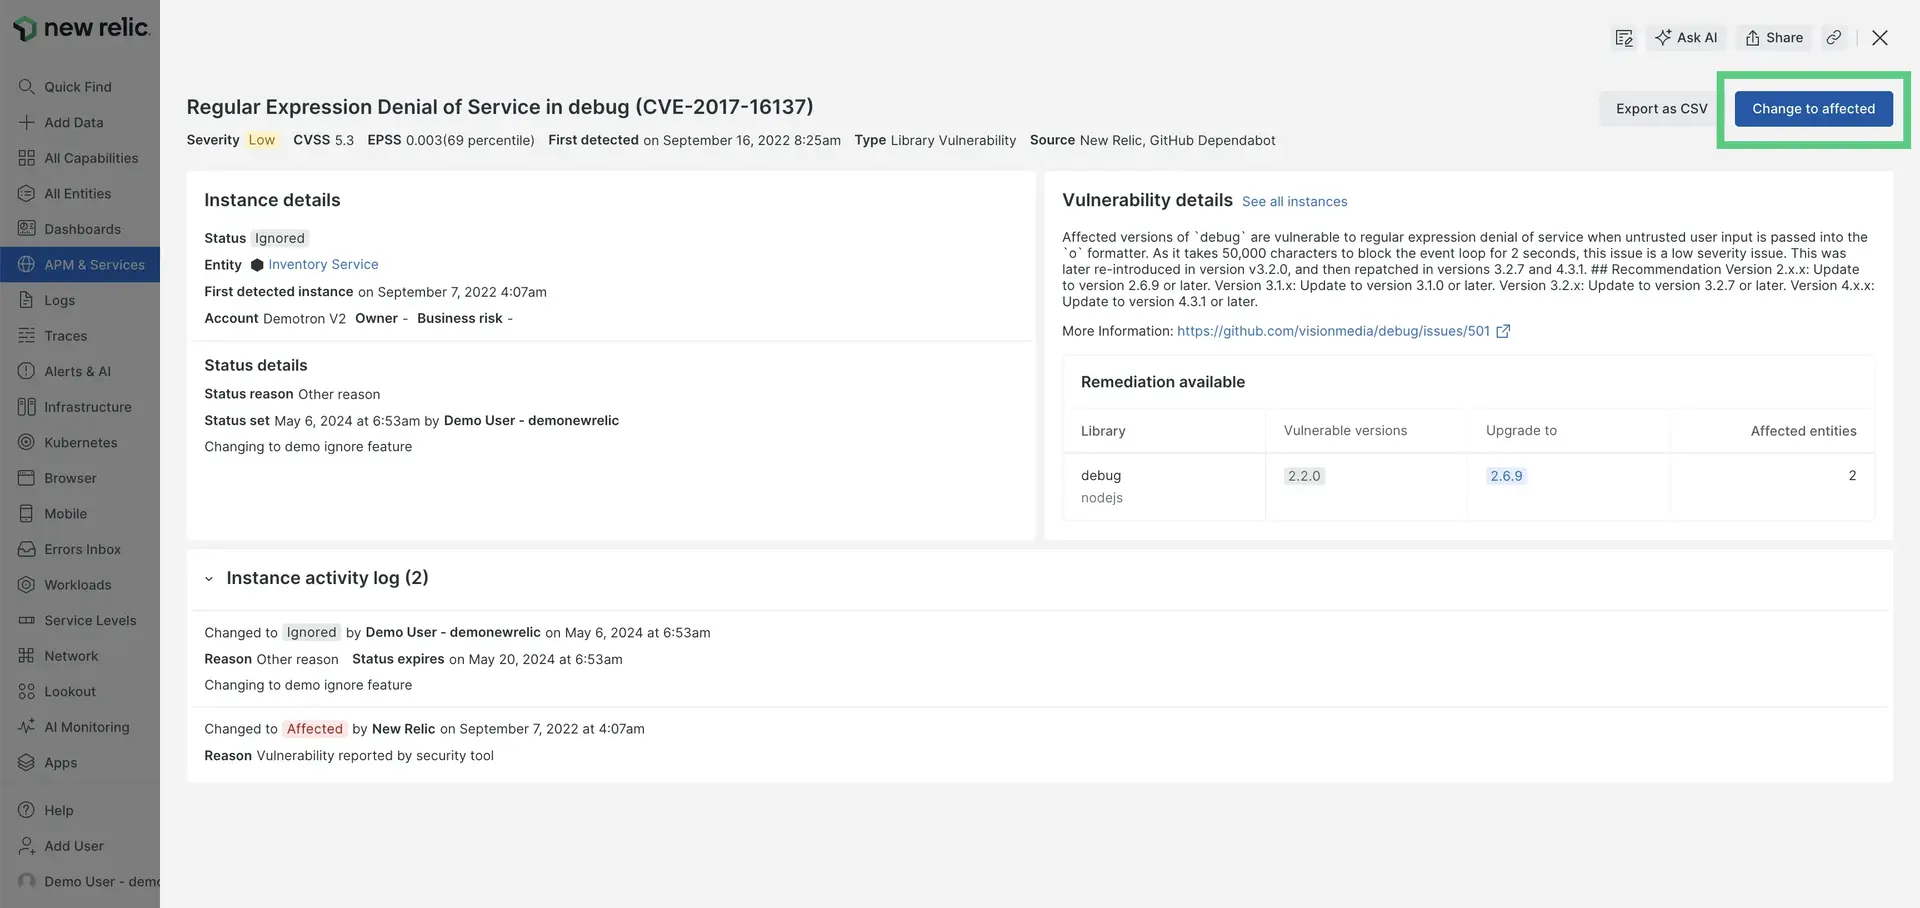 new relic.
Quick Find
Add Data
All Capabilities
All Entities
Dashboards
APM & Services
Logs
Traces
Alerts & AI
Infrastructure
Kubernetes
Browser
Mobile
Errors Inbox
Workloads
Service Levels
Network
Lookout
AI Monitoring
Apps
Help
Add User
Demo User - demo
Ask AI
Share
Regular Expression Denial of Service in debug (CVE-2017-16137)
Export as CSV
Change to affected
Severity Low CVSS 5.3 EPSS 0.003(69 percentile) First detected on September 16, 2022 8:25am Type Library Vulnerability Source New Relic, GitHub Dependabot
Instance details
Status Ignored
Entity Inventory Service
First detected instance on September 7, 2022 4:07am
Account Demotron V2 Owner - Business risk -
Status details
Status reason Other reason
Status set May 6, 2024 at 6:53am by Demo User - demonewrelic
Changing to demo ignore feature
Vulnerability details See all instances
Affected versions of `debug` are vulnerable to regular expression denial of service when untrusted user input is passed into the
`o` formatter. As it takes 50,000 characters to block the event loop for 2 seconds, this issue is a low severity issue. This was
later re-introduced in version v3.2.0, and then repatched in versions 3.2.7 and 4.3.1. ## Recommendation Version 2.x.x: Update
to version 2.6.9 or later. Version 3.1.x: Update to version 3.1.0 or later. Version 3.2.x: Update to version 3.2.7 or later. Version 4.x.x:
Update to version 4.3.1 or later.
More Information: https://github.com/visionmedia/debug/issues/501
Remediation available
Library Vulnerable versions Upgrade to Affected entities
debug 2.2.0 2.6.9 2
nodejs
Instance activity log (2)
Changed to Ignored by Demo User - demonewrelic on May 6, 2024 at 6:53am
Reason Other reason Status expires on May 20, 2024 at 6:53am
Changing to demo ignore feature
Changed to Affected by New Relic on September 7, 2022 at 4:07am
Reason Vulnerability reported by security tool